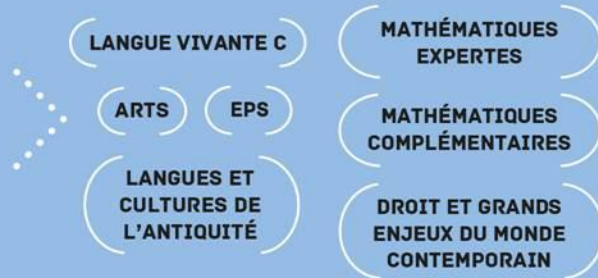 LANGUE VIVANTE C
ARTS
EPS
LANGUES ET
CULTURES DE
L'ANTIQUITÉ
MATHÉMATIQUES
EXPERTES
MATHÉMATIQUES
COMPLÉMENTAIRES
DROIT ET GRANDS
ENJEUX DU MONDE
CONTEMPORAIN